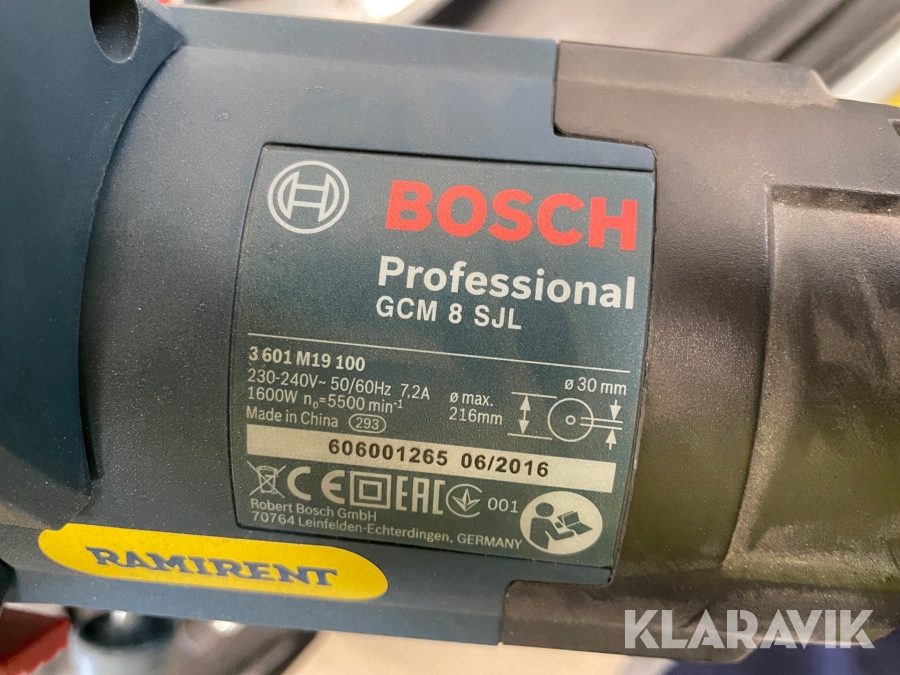 BOSCH
Professional
GCM 8 SJL
3 601 M19 100
230-240V~ 50/60Hz 7,2A
1600W n₀=5500 min⁻¹
Made in China 293
ø max.
216mm
ø 30 mm
606001265 06/2016
CE EAC 001
Robert Bosch GmbH
70764 Leinfelden-Echterdingen, GERMANY
RAMIRENT
KLARAVIK